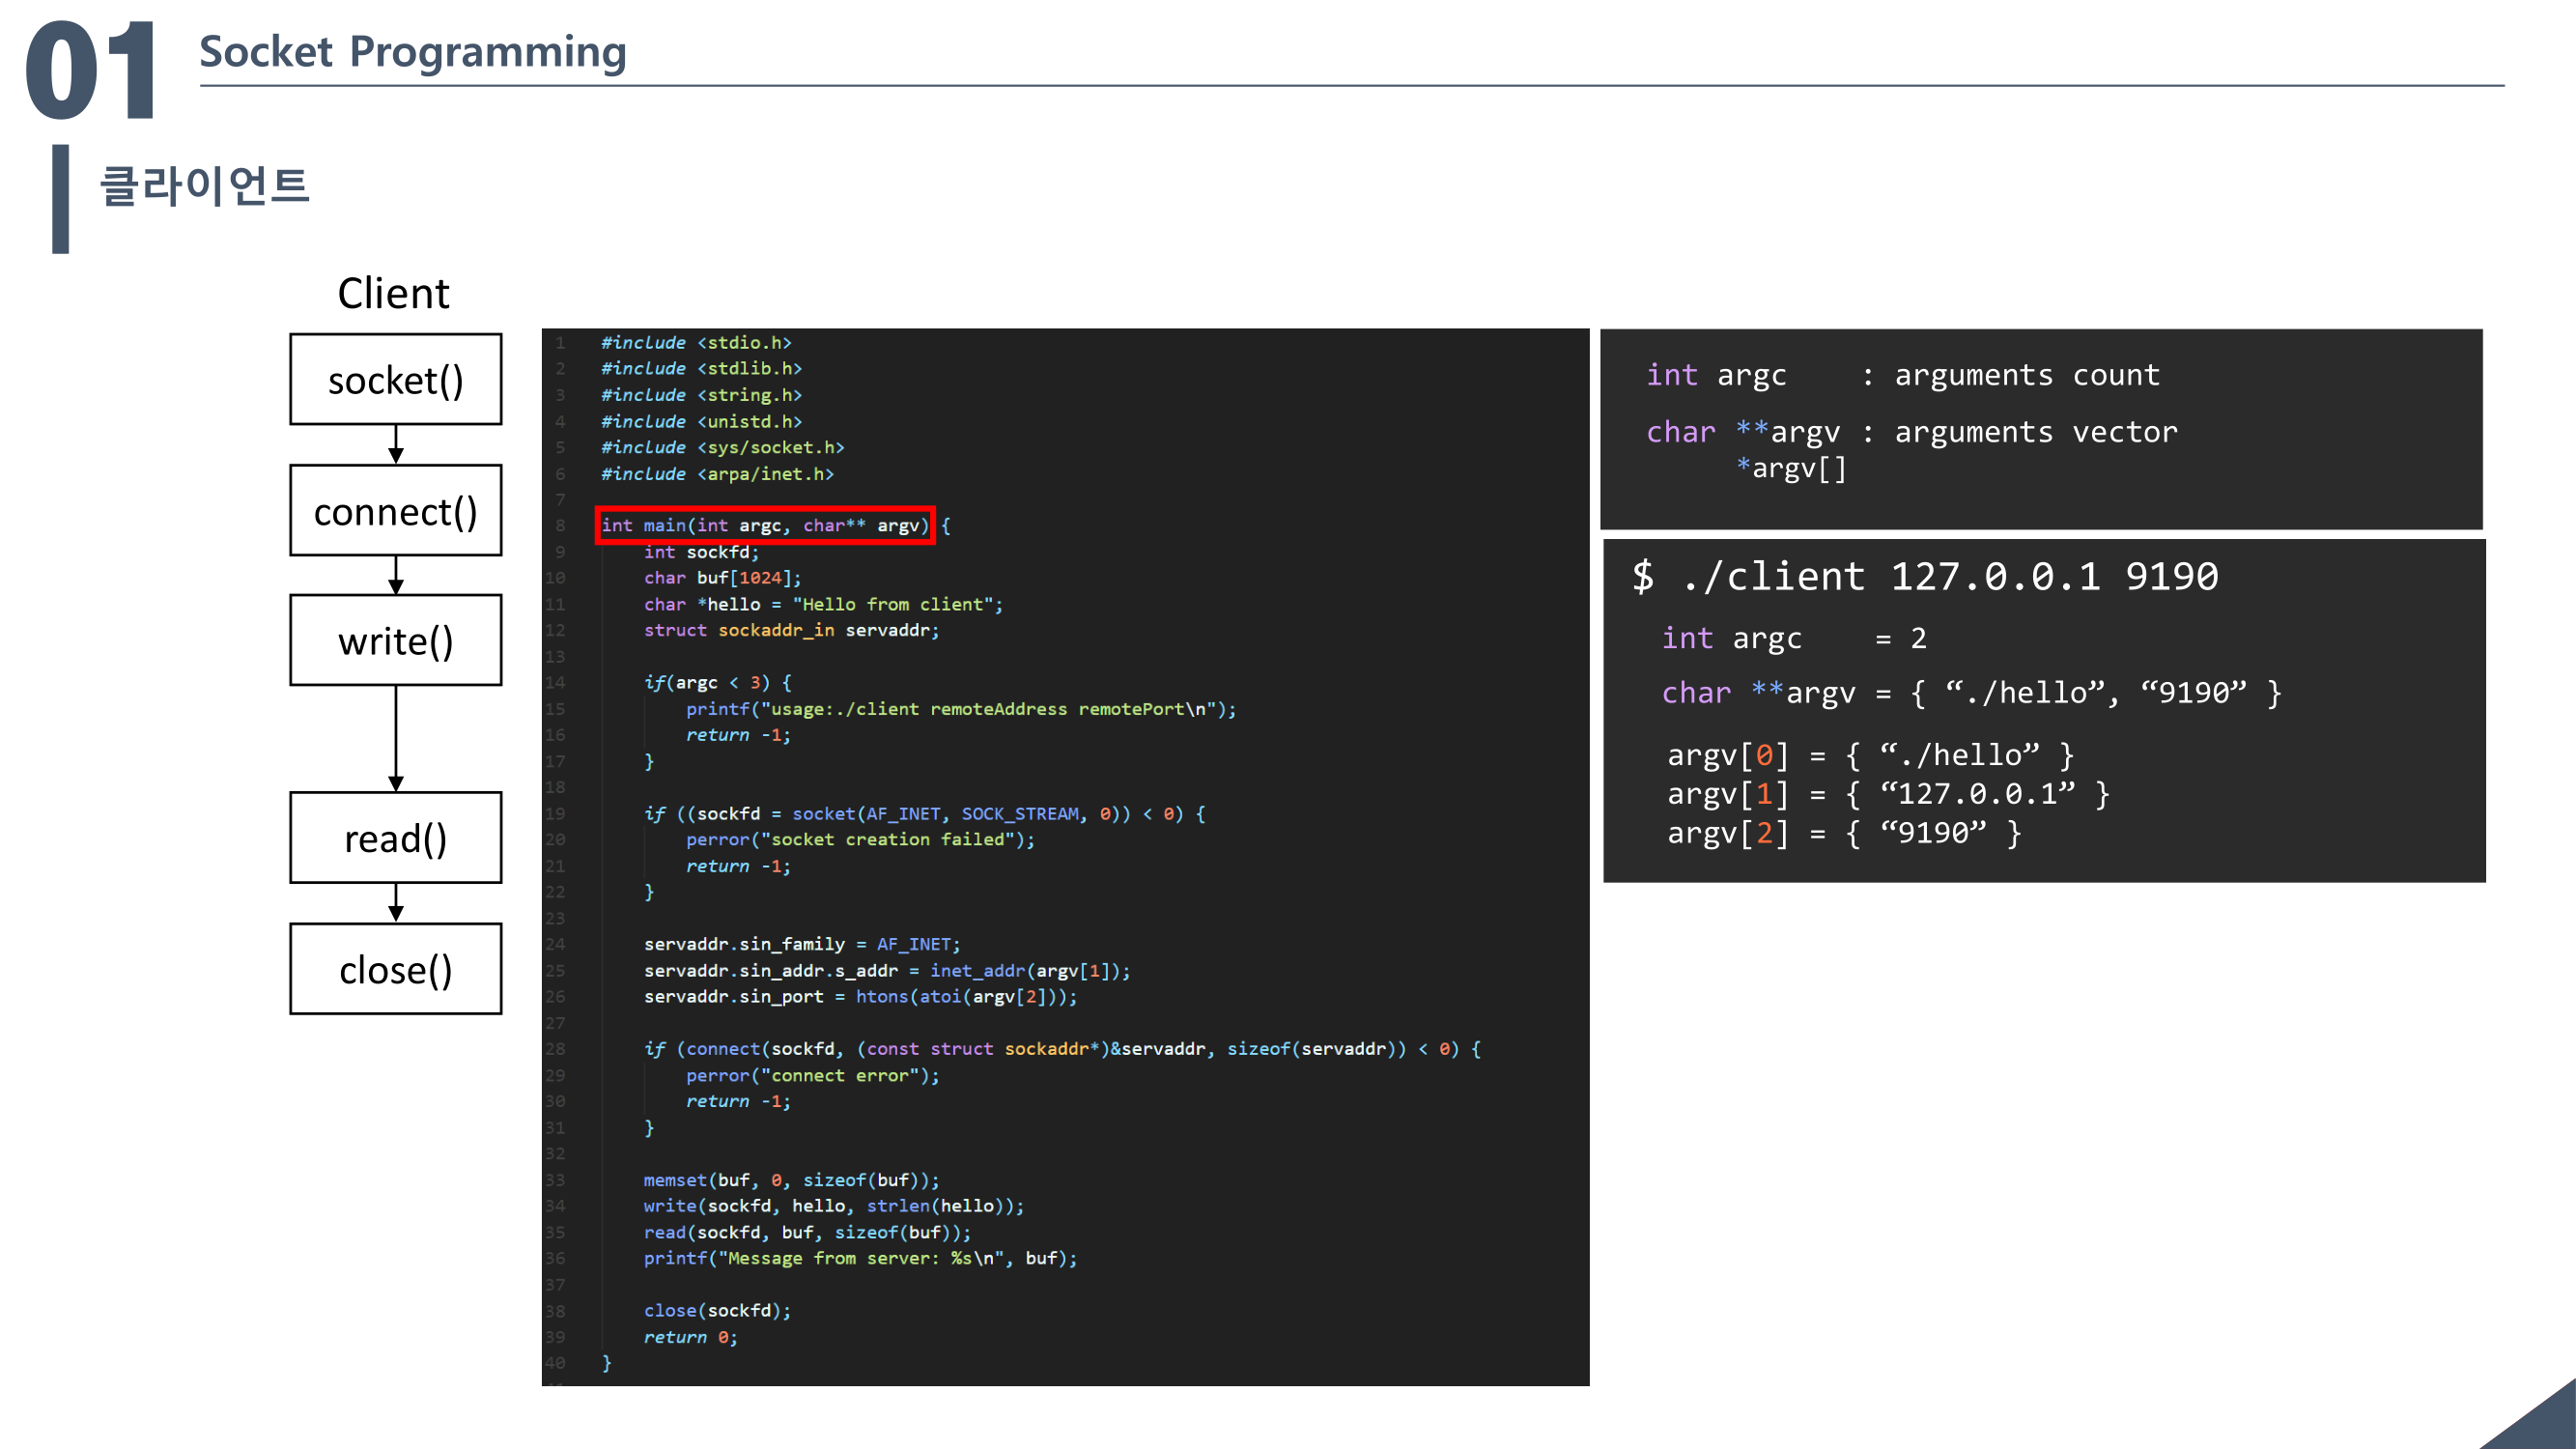 01
Socket Programming
클라이언트
Client
socket()
connect()
write()
read()
close()
1 #include <stdio.h>
2 #include <stdlib.h>
3 #include <string.h>
4 #include <unistd.h>
5 #include <sys/socket.h>
6 #include <arpa/inet.h>
7
8 int main(int argc, char** argv) {
9     int sockfd;
10     char buf[1024];
11     char *hello = "Hello from client";
12     struct sockaddr_in servaddr;
13
14     if(argc < 3) {
15         printf("usage:./client remoteAddress remotePort\n");
16         return -1;
17     }
18
19     if ((sockfd = socket(AF_INET, SOCK_STREAM, 0)) < 0) {
20         perror("socket creation failed");
21         return -1;
22     }
23
24     servaddr.sin_family = AF_INET;
25     servaddr.sin_addr.s_addr = inet_addr(argv[1]);
26     servaddr.sin_port = htons(atoi(argv[2]));
27
28     if (connect(sockfd, (const struct sockaddr*)&servaddr, sizeof(servaddr)) < 0) {
29         perror("connect error");
30         return -1;
31     }
32
33     memset(buf, 0, sizeof(buf));
34     write(sockfd, hello, strlen(hello));
35     read(sockfd, buf, sizeof(buf));
36     printf("Message from server: %s\n", buf);
37
38     close(sockfd);
39     return 0;
40 }
int argc : arguments count
char **argv : arguments vector
*argv[]
$ ./client 127.0.0.1 9190
int argc = 2
char **argv = { “./hello”, “9190” }
argv[0] = { “./hello” }
argv[1] = { “127.0.0.1” }
argv[2] = { “9190” }